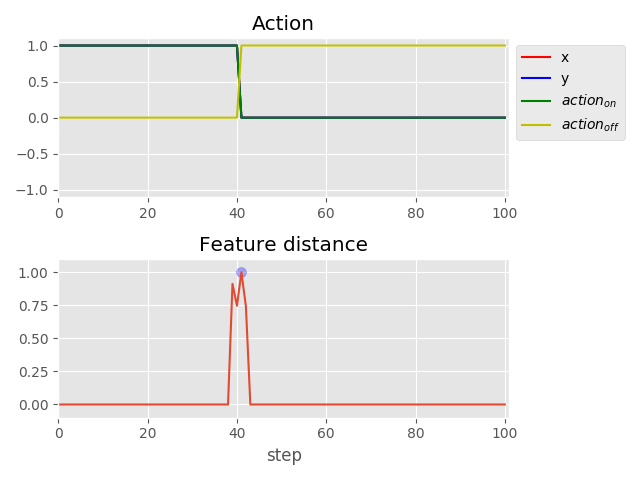 Action
1.0
0.5
0.0
−0.5
−1.0
0 20 40 60 80 100
x
y
action_on
action_off
Feature distance
1.00
0.75
0.50
0.25
0.00
0 20 40 60 80 100
step